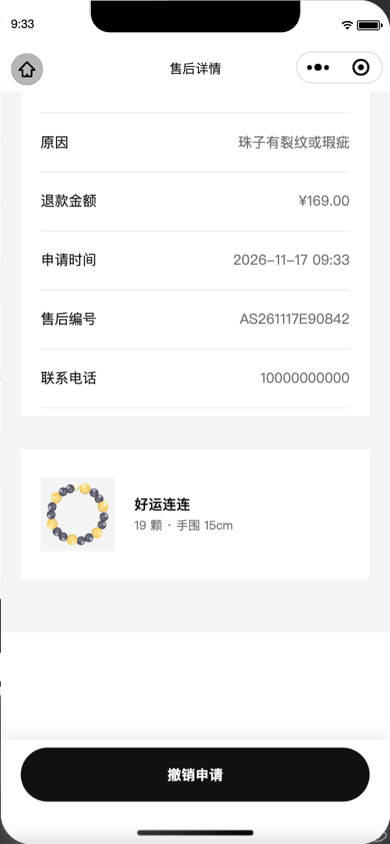 9:33
售后详情
原因
珠子有裂纹或瑕疵
退款金额
¥169.00
申请时间
2026-11-17 09:33
售后编号
AS261117E90842
联系电话
10000000000
好运连连
19 颗 · 手围 15cm
撤销申请